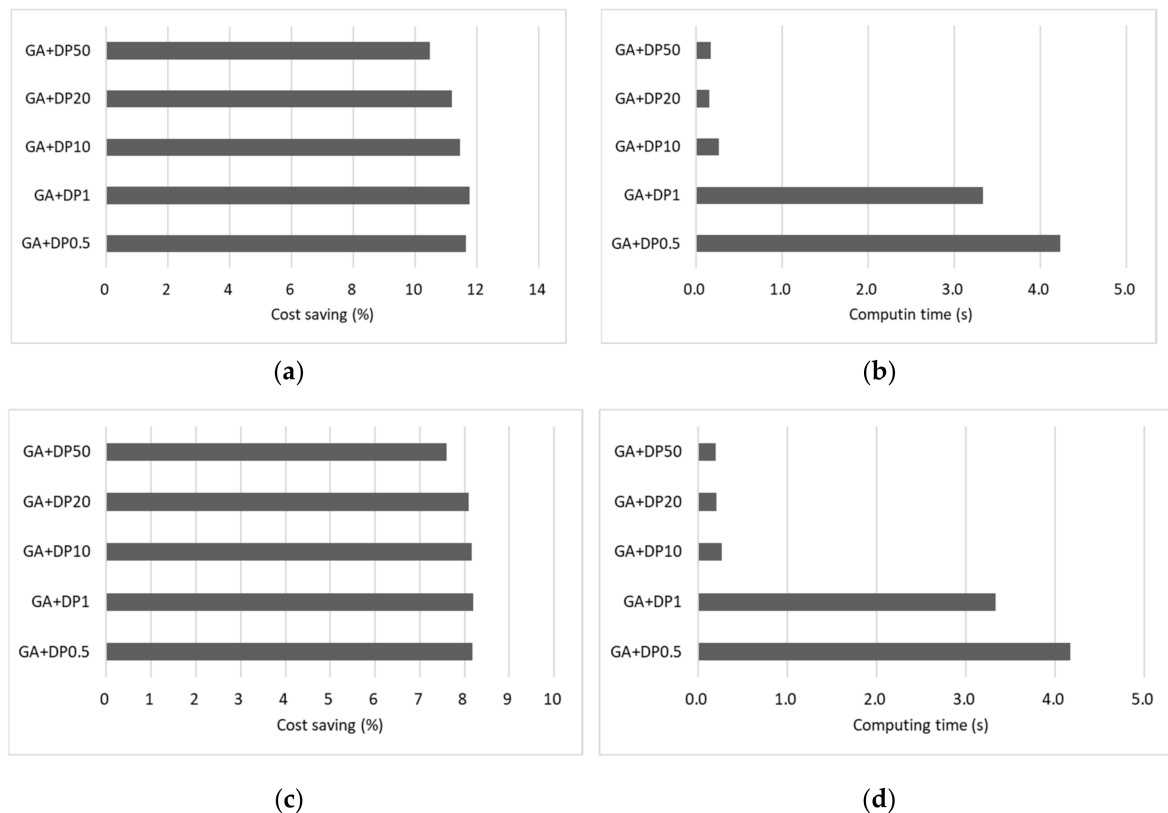 GA+DP50
GA+DP20
GA+DP10
GA+DP1
GA+DP0.5
0 2 4 6 8 10 12 14
Cost saving (%)
(a)
GA+DP50
GA+DP20
GA+DP10
GA+DP1
GA+DP0.5
0.0 1.0 2.0 3.0 4.0 5.0
Computin time (s)
(b)
GA+DP50
GA+DP20
GA+DP10
GA+DP1
GA+DP0.5
0 1 2 3 4 5 6 7 8 9 10
Cost saving (%)
(c)
GA+DP50
GA+DP20
GA+DP10
GA+DP1
GA+DP0.5
0.0 1.0 2.0 3.0 4.0 5.0
Computing time (s)
(d)